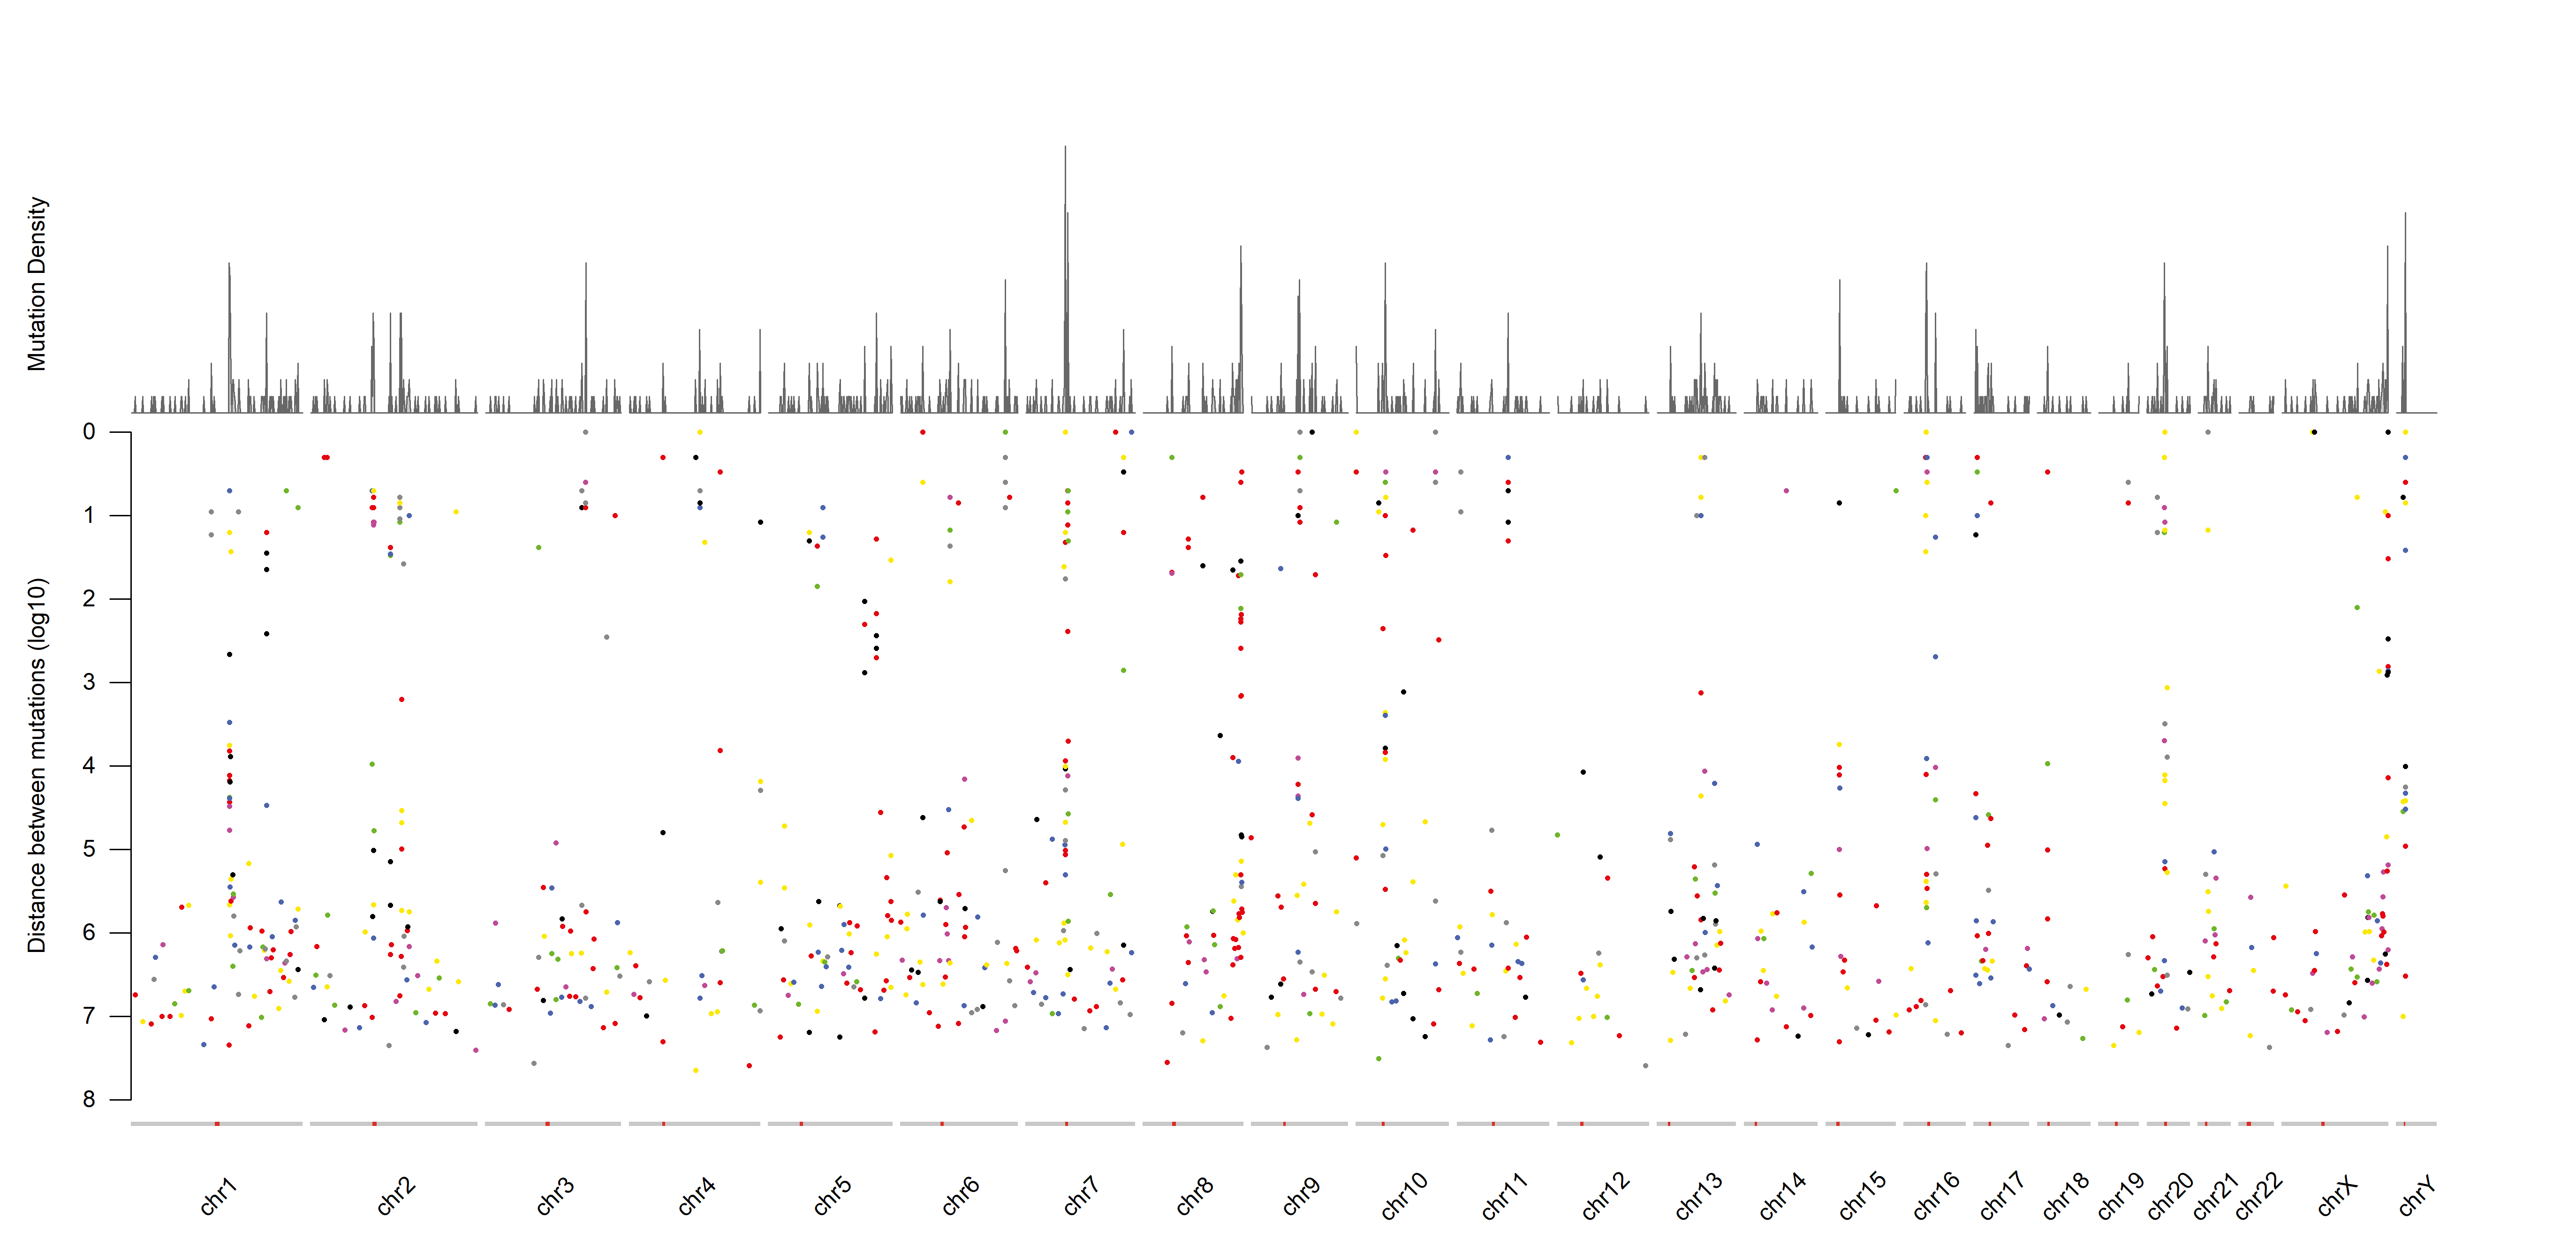 Mutation Density
Distance between mutations (log10)
0
1
2
3
4
5
6
7
8
chr1
chr2
chr3
chr4
chr5
chr6
chr7
chr8
chr9
chr10
chr11
chr12
chr13
chr14
chr15
chr16
chr17
chr18
chr19
chr20
chr21
chr22
chrX
chrY